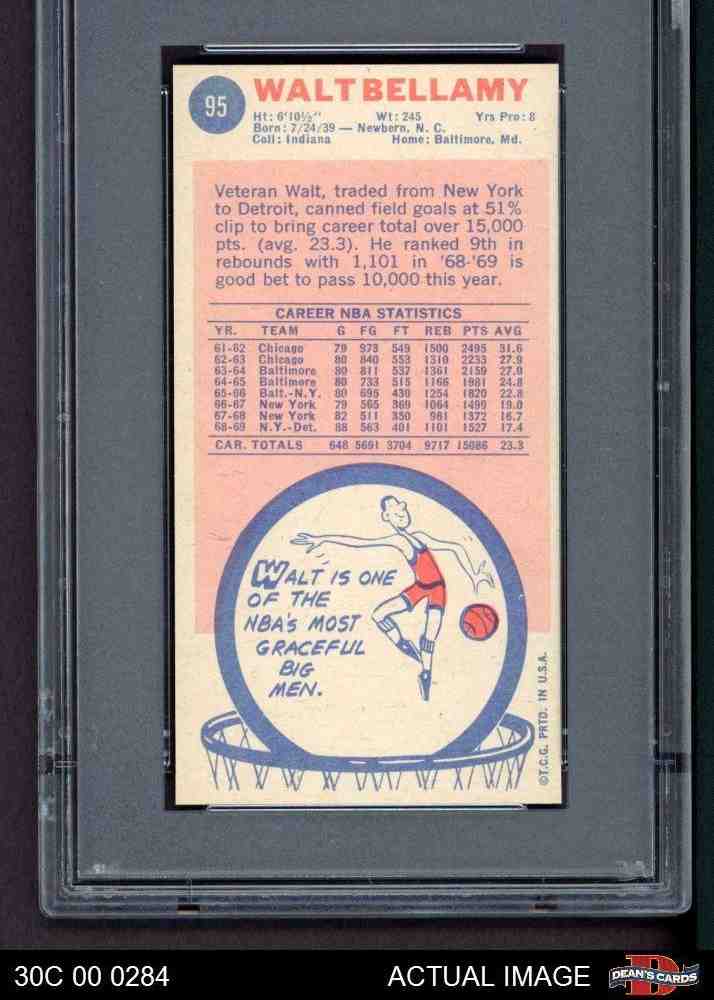 95
WALT BELLAMY
Ht: 6'10½" Wt: 245 Yrs Pro: 8
Born: 7/24/39 — Newbern, N. C.
Coll: Indiana Home: Baltimore, Md.
Veteran Walt, traded from New York
to Detroit, canned field goals at 51%
clip to bring career total over 15,000
pts. (avg. 23.3). He ranked 9th in
rebounds with 1,101 in '68-'69 is
good bet to pass 10,000 this year.
CAREER NBA STATISTICS
YR. TEAM G FG FT REB PTS AVG
61-62 Chicago 79 973 549 1500 2495 31.6
62-63 Chicago 80 840 553 1310 2233 27.9
63-64 Baltimore 80 811 537 1361 2159 27.0
64-65 Baltimore 80 733 515 1166 1981 24.8
65-66 Balt.-N.Y. 80 695 430 1254 1820 22.8
66-67 New York 79 565 369 1064 1499 19.0
67-68 New York 82 511 350 961 1372 16.7
68-69 N.Y.-Det. 88 563 401 1101 1527 17.4
CAR. TOTALS 648 5691 3704 9717 15086 23.3
WALT IS ONE
OF THE
NBA'S MOST
GRACEFUL
BIG
MEN.
©T.C.G. PRTD. IN U.S.A.
30C 00 0284 ACTUAL IMAGE
DEAN'S CARDS